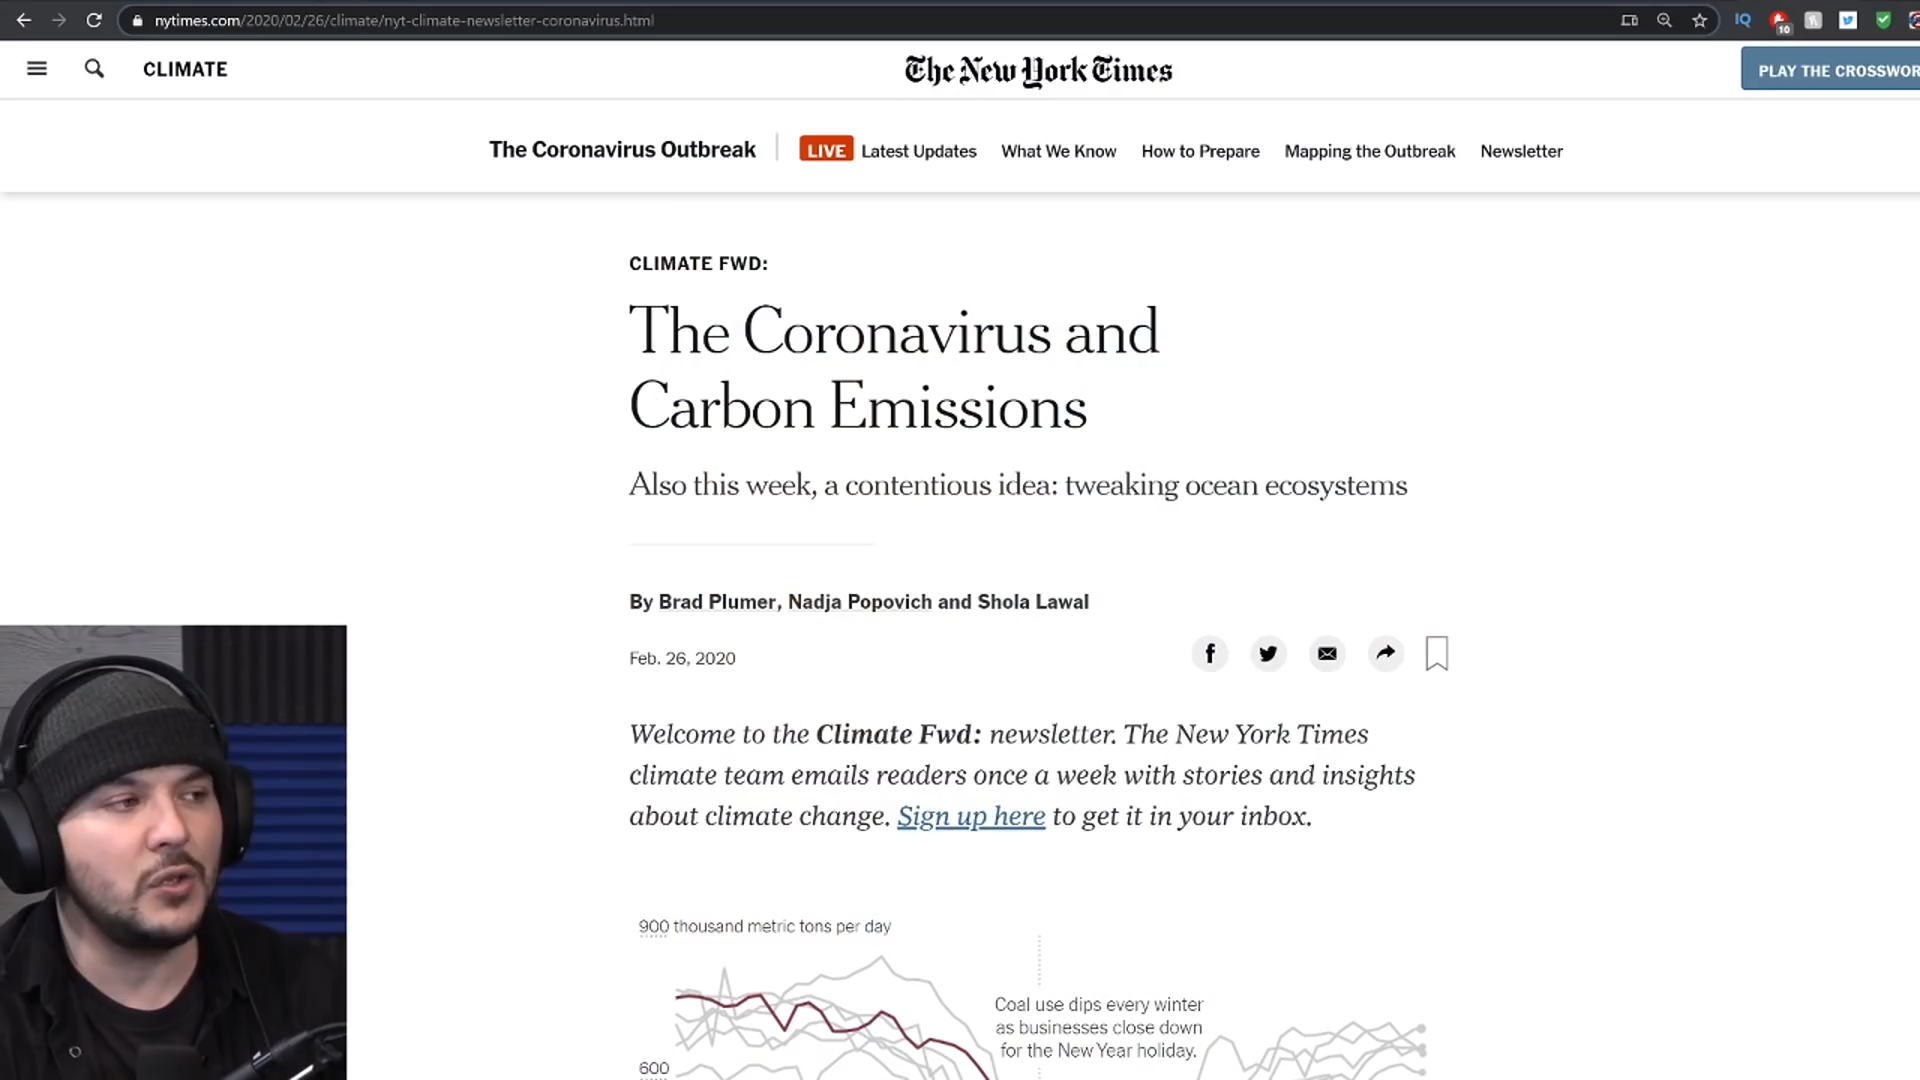 nytimes.com/2020/02/26/climate/nyt-climate-newsletter-coronavirus.html
IQ
10
CLIMATE
The New York Times
PLAY THE CROSSWOR
The Coronavirus Outbreak
LIVE Latest Updates
What We Know
How to Prepare
Mapping the Outbreak
Newsletter
CLIMATE FWD:
The Coronavirus and
Carbon Emissions
Also this week, a contentious idea: tweaking ocean ecosystems
By Brad Plumer, Nadja Popovich and Shola Lawal
Feb. 26, 2020
Welcome to the Climate Fwd: newsletter. The New York Times
climate team emails readers once a week with stories and insights
about climate change. Sign up here to get it in your inbox.
900 thousand metric tons per day
Coal use dips every winter
as businesses close down
for the New Year holiday.
600